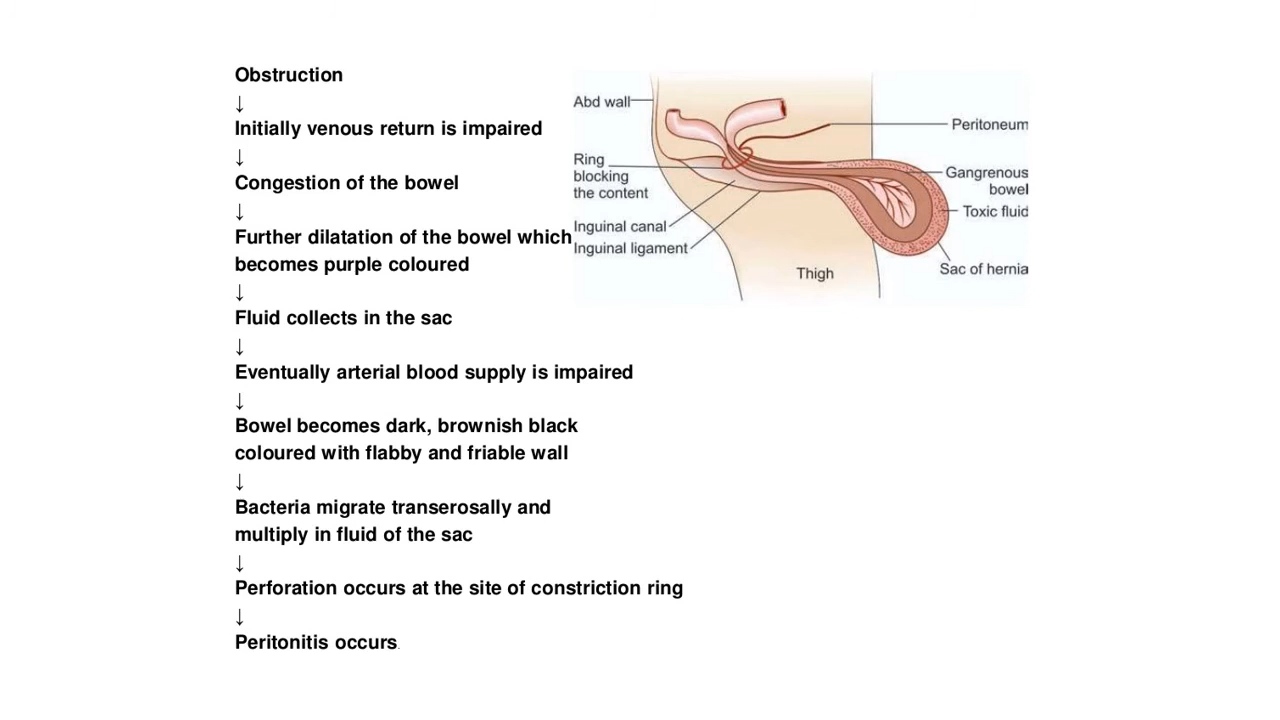 Obstruction
↓
Initially venous return is impaired
↓
Congestion of the bowel
↓
Further dilatation of the bowel which
becomes purple coloured
↓
Fluid collects in the sac
↓
Eventually arterial blood supply is impaired
↓
Bowel becomes dark, brownish black
coloured with flabby and friable wall
↓
Bacteria migrate transerosally and
multiply in fluid of the sac
↓
Perforation occurs at the site of constriction ring
↓
Peritonitis occurs.
Abd wall
Ring
blocking
the content
Inguinal canal
Inguinal ligament
Thigh
Peritoneum
Gangrenous
bowel
Toxic fluid
Sac of hernia